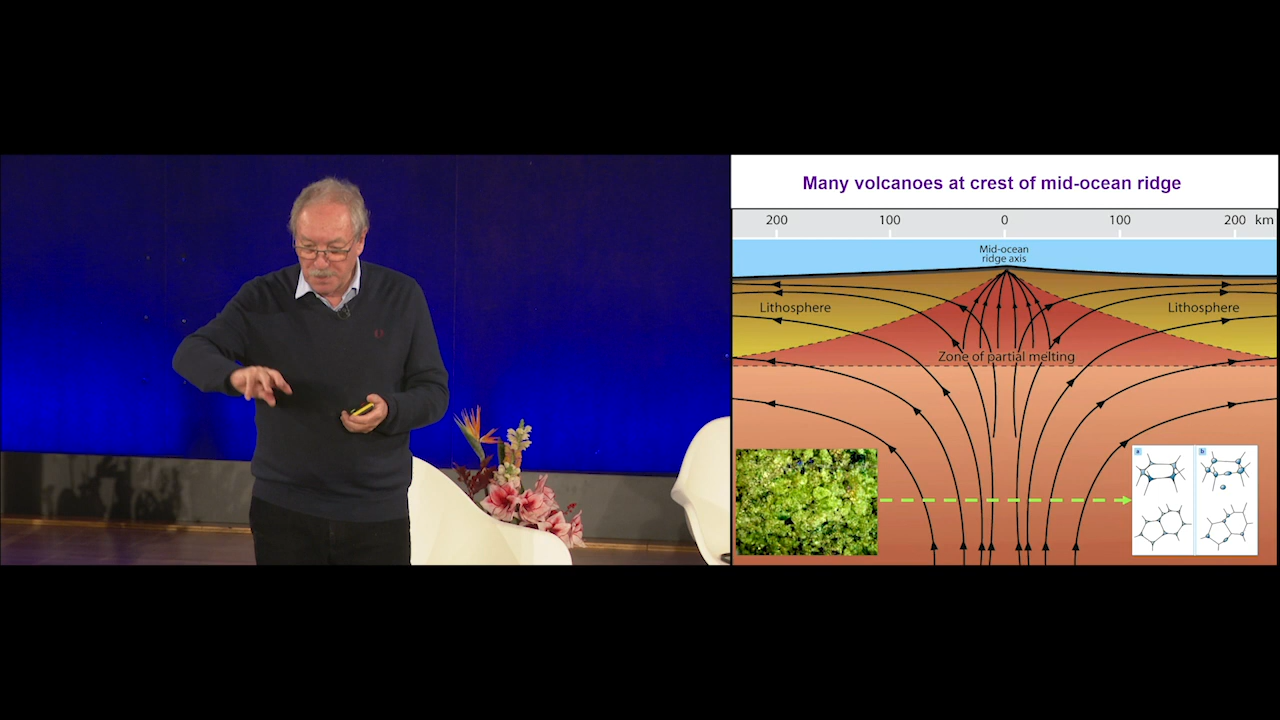 Many volcanoes at crest of mid-ocean ridge
200 100 0 100 200 km
Mid-ocean
ridge axis
Lithosphere Lithosphere
Zone of partial melting
a b